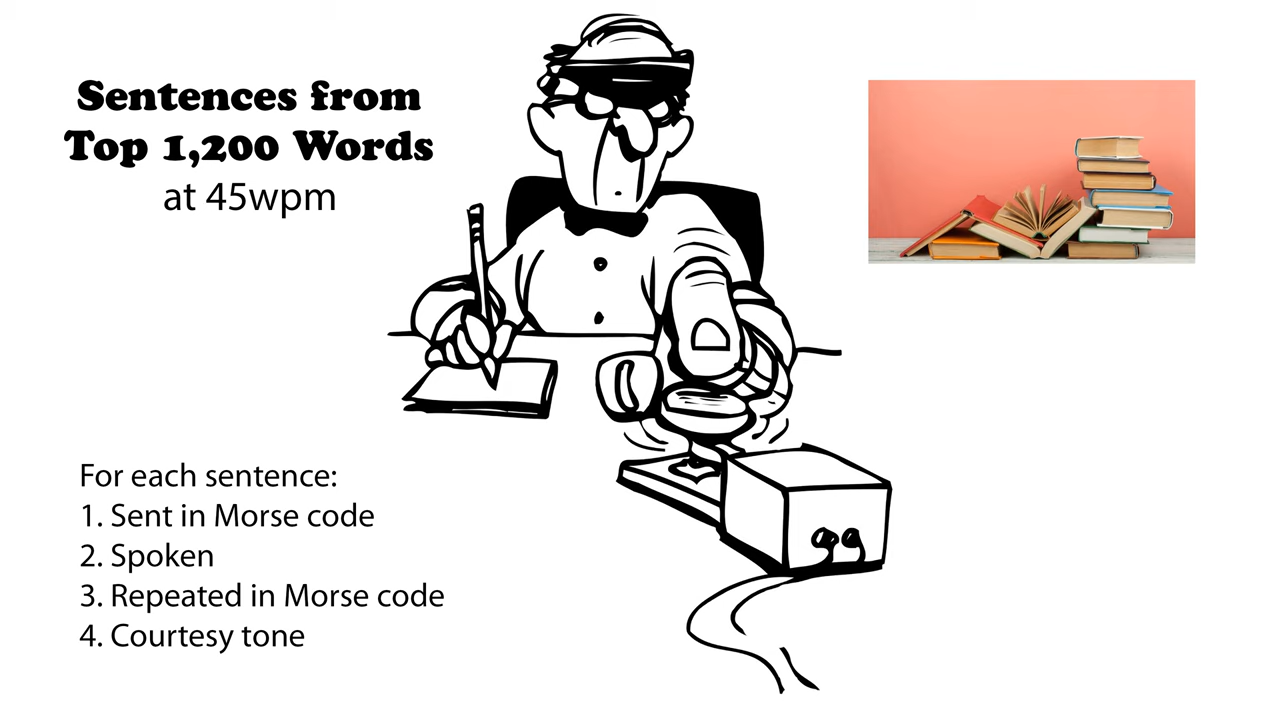 Sentences from
Top 1,200 Words
at 45wpm
For each sentence:
1. Sent in Morse code
2. Spoken
3. Repeated in Morse code
4. Courtesy tone